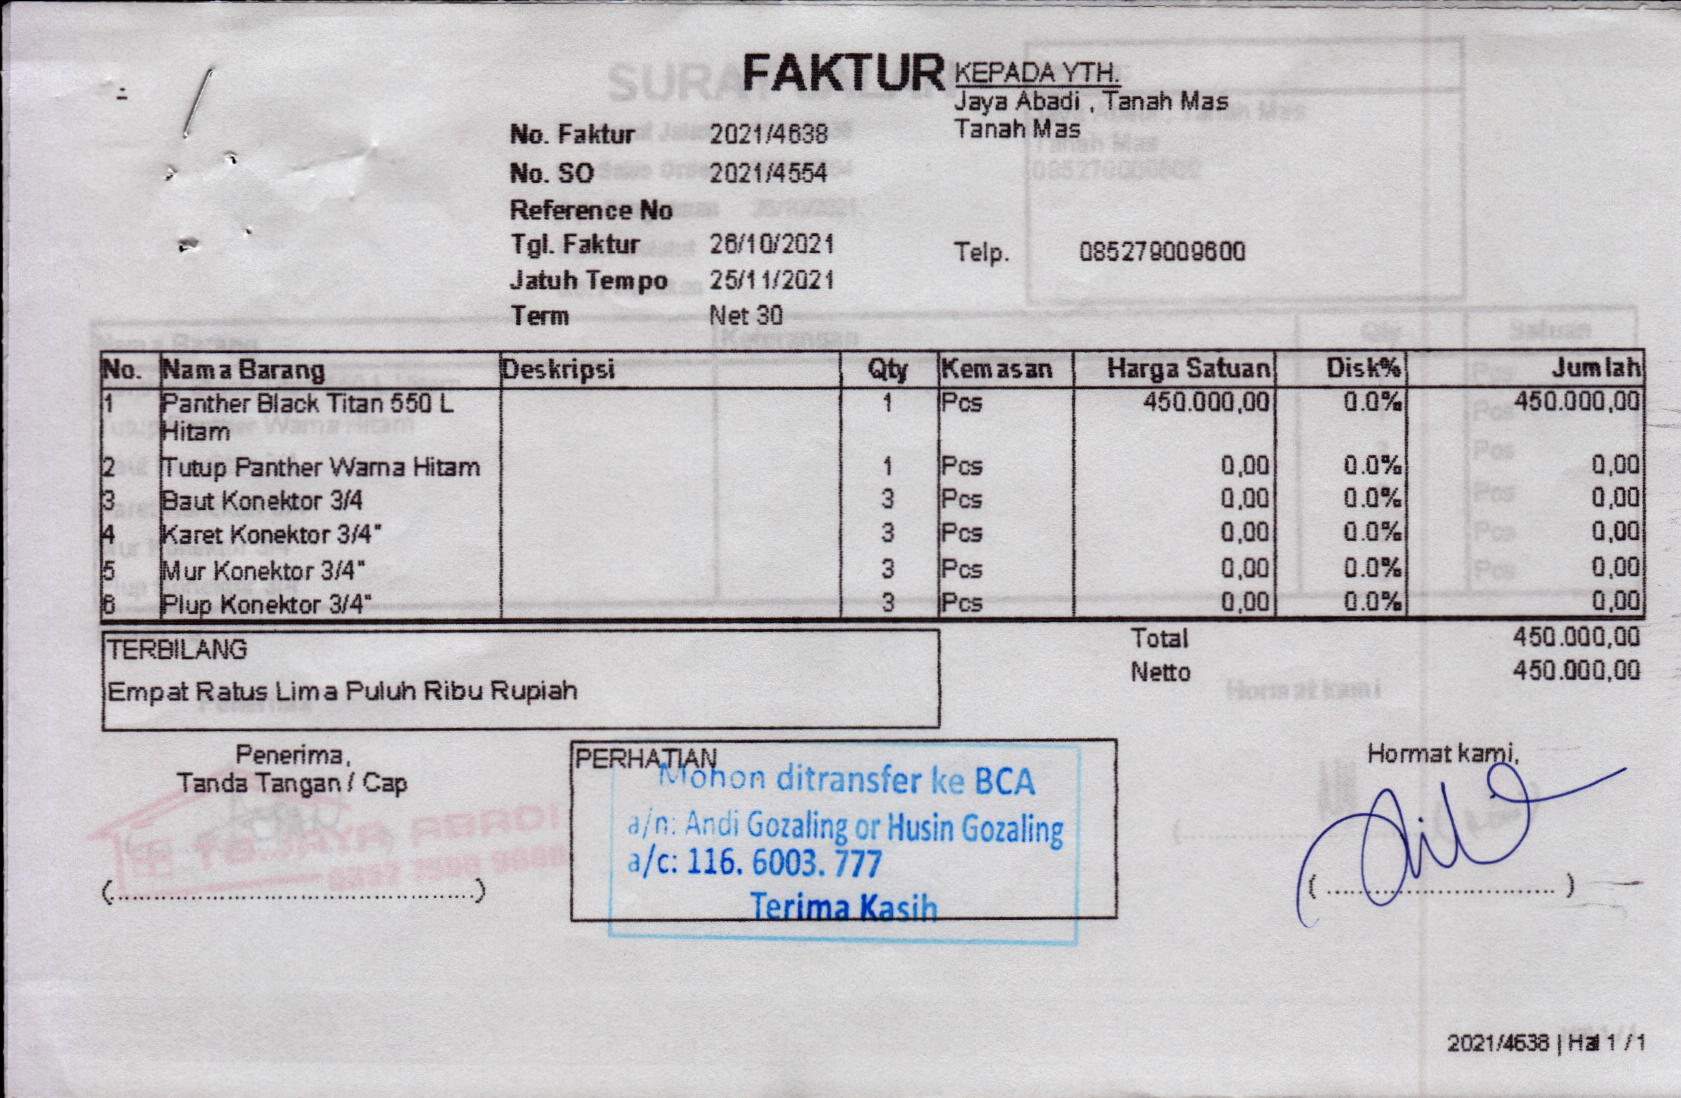 FAKTUR
KEPADA YTH.
Jaya Abadi , Tanah Mas
Tanah Mas
No. Faktur 2021/4638
No. SO 2021/4554
Reference No
Tgl. Faktur 26/10/2021
Telp. 085279009600
Jatuh Tempo 25/11/2021
Term Net 30
No. Nama Barang Deskripsi Qty Kemasan Harga Satuan Disk% Jumlah
1 Panther Black Titan 550 L 1 Pcs 450.000,00 0.0% 450.000,00
Hitam
2 Tutup Panther Warna Hitam 1 Pcs 0,00 0.0% 0,00
3 Baut Konektor 3/4 3 Pcs 0,00 0.0% 0,00
4 Karet Konektor 3/4" 3 Pcs 0,00 0.0% 0,00
5 Mur Konektor 3/4" 3 Pcs 0,00 0.0% 0,00
6 Plup Konektor 3/4" 3 Pcs 0,00 0.0% 0,00
TERBILANG
Empat Ratus Lima Puluh Ribu Rupiah
Total 450.000,00
Netto 450.000,00
Penerima,
Tanda Tangan / Cap
TB.JAYA ABADI
(................................................)
PERHATIAN
Mohon ditransfer ke BCA
a/n: Andi Gozaling or Husin Gozaling
a/c: 116. 6003. 777
Terima Kasih
Hormat kami,
( .............................. )
2021/4638 | Hal 1 / 1